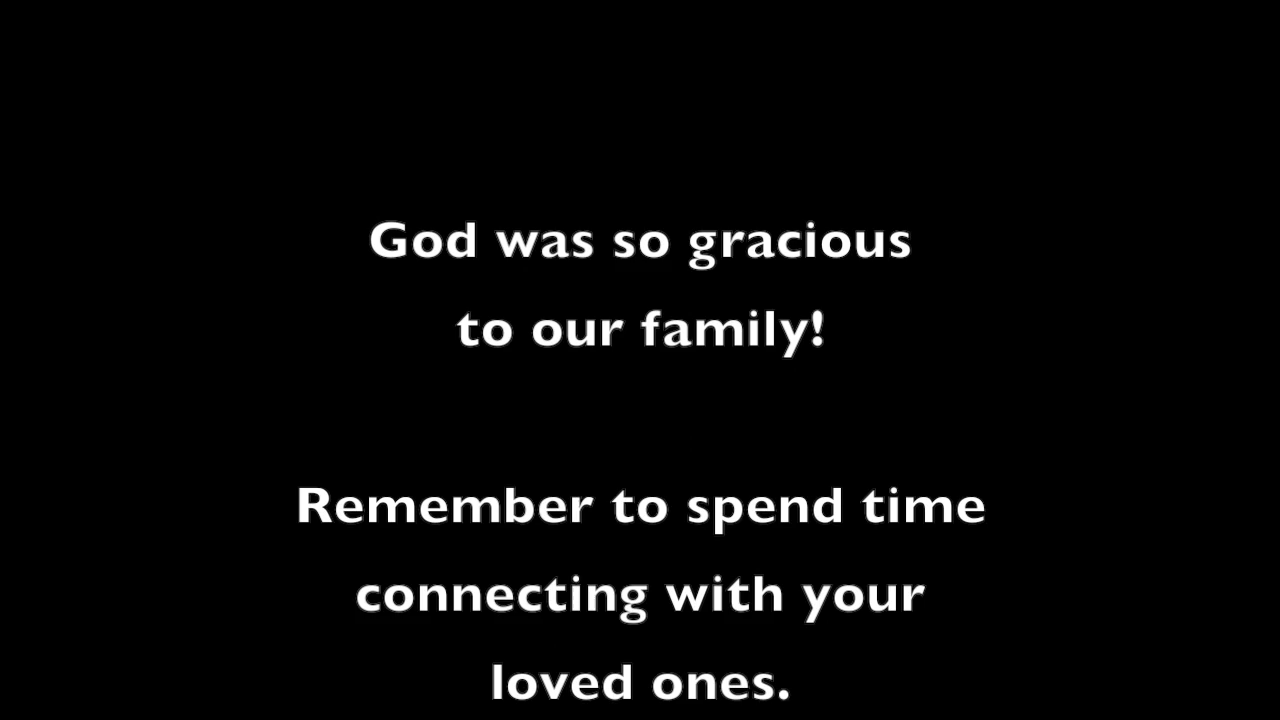 God was so gracious
to our family!
Remember to spend time
connecting with your
loved ones.